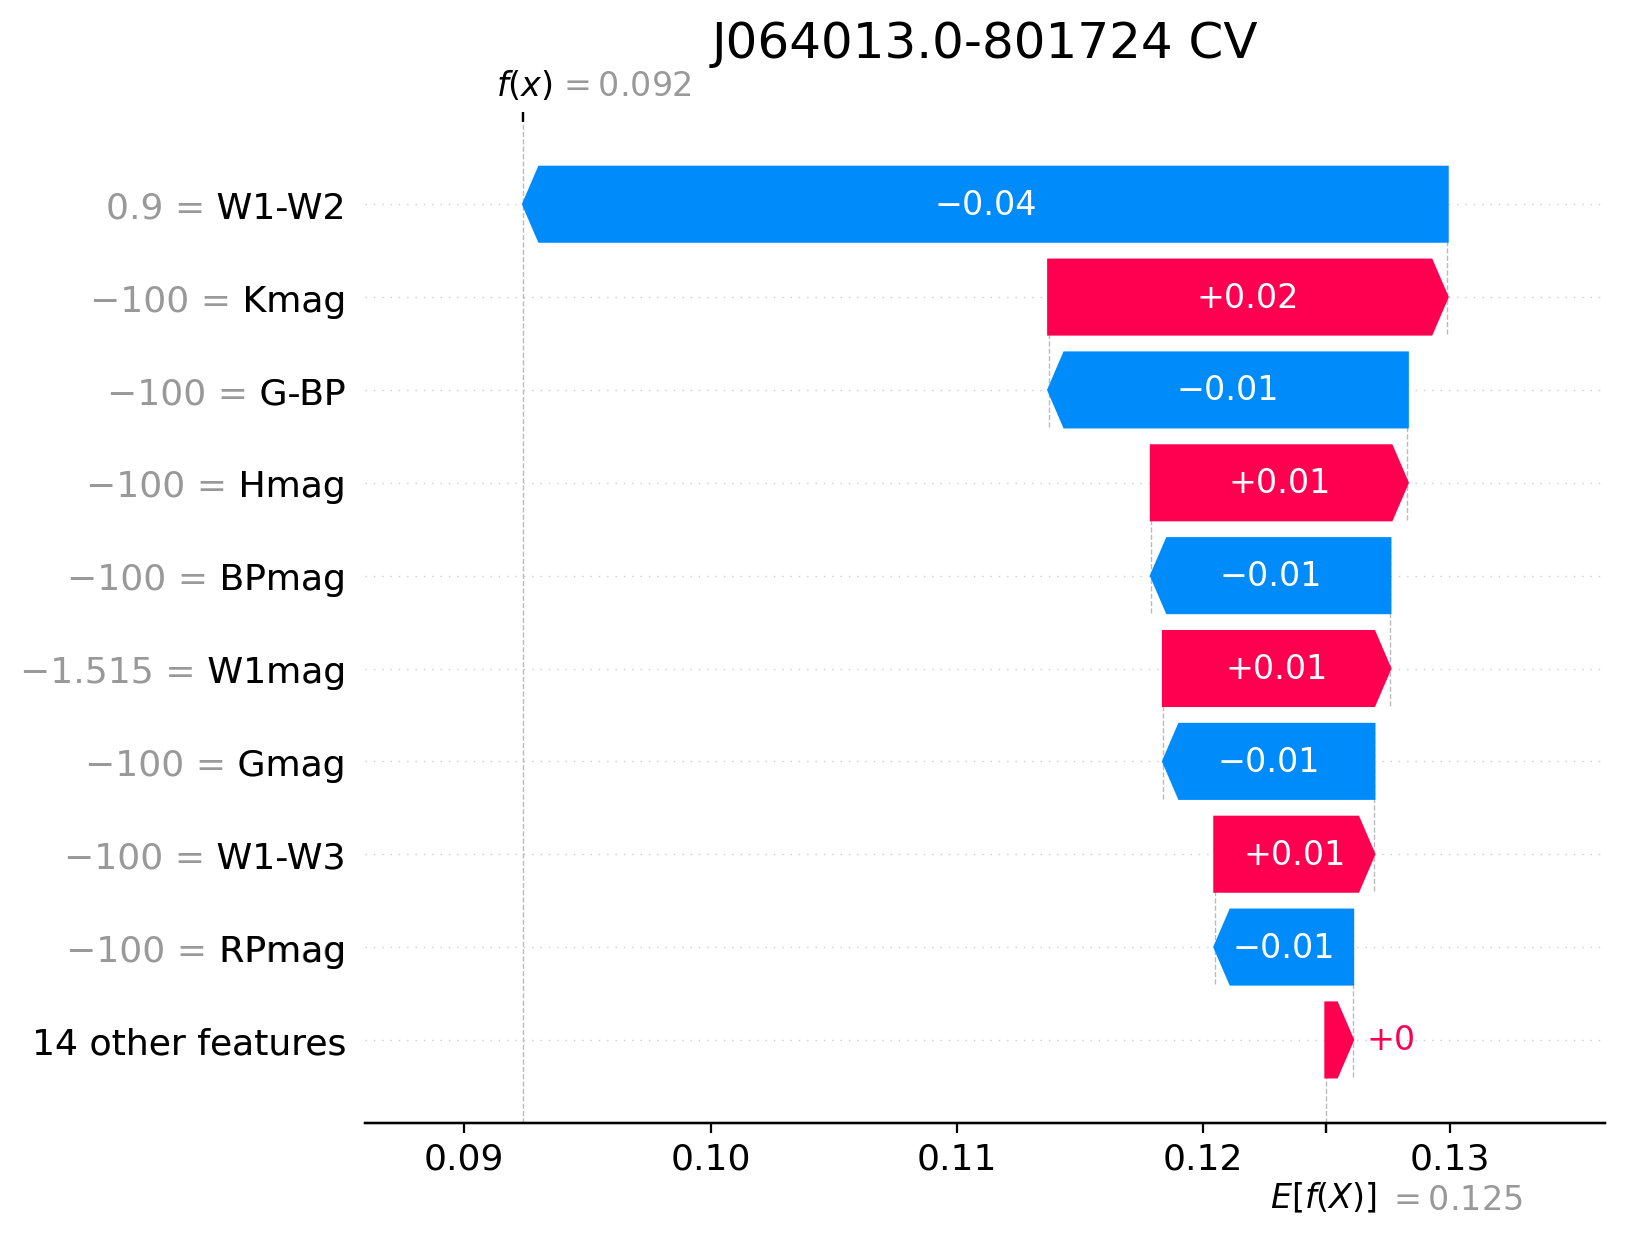 J064013.0-801724 CV
f(x) = 0.092
0.9 = W1-W2 −0.04
−100 = Kmag +0.02
−100 = G-BP −0.01
−100 = Hmag +0.01
−100 = BPmag −0.01
−1.515 = W1mag +0.01
−100 = Gmag −0.01
−100 = W1-W3 +0.01
−100 = RPmag −0.01
14 other features +0
0.09 0.10 0.11 0.12 0.13
E[f(X)] = 0.125